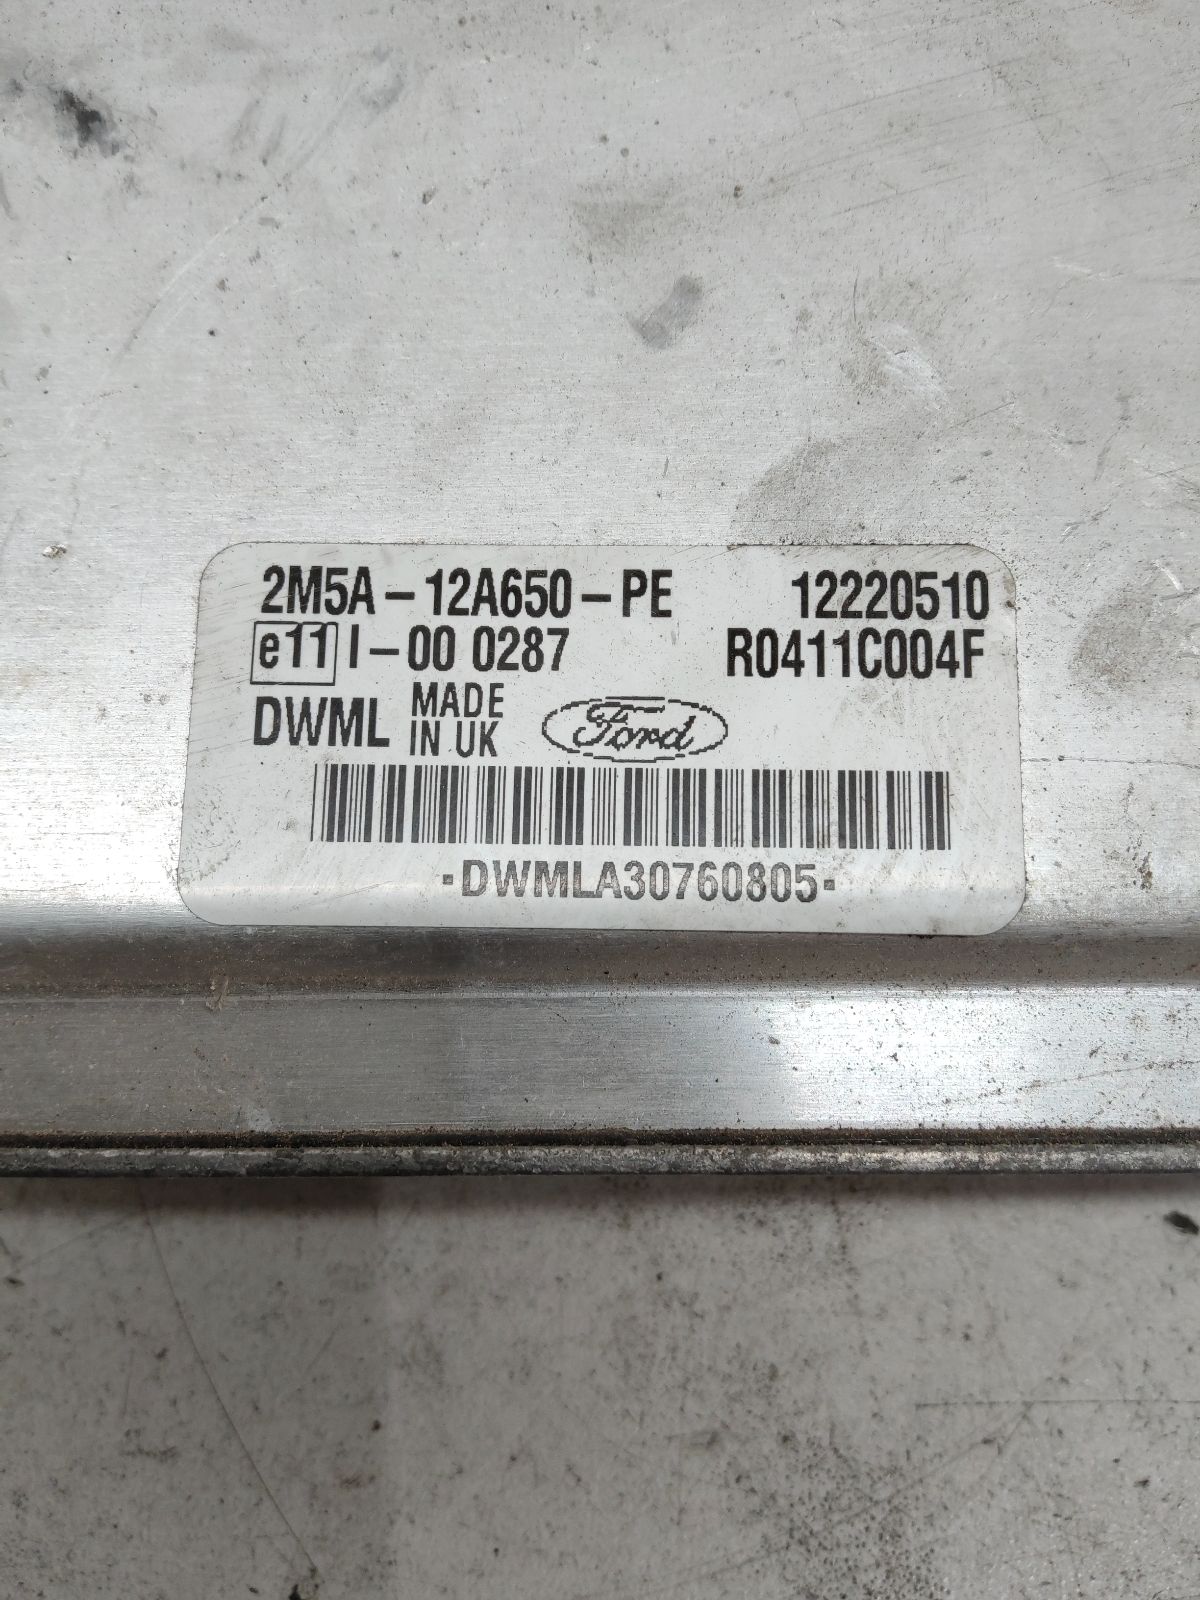 2M5A-12A650-PE 12220510
e11 I-00 0287 R0411C004F
DWML MADE IN UK Ford
·DWMLA30760805·